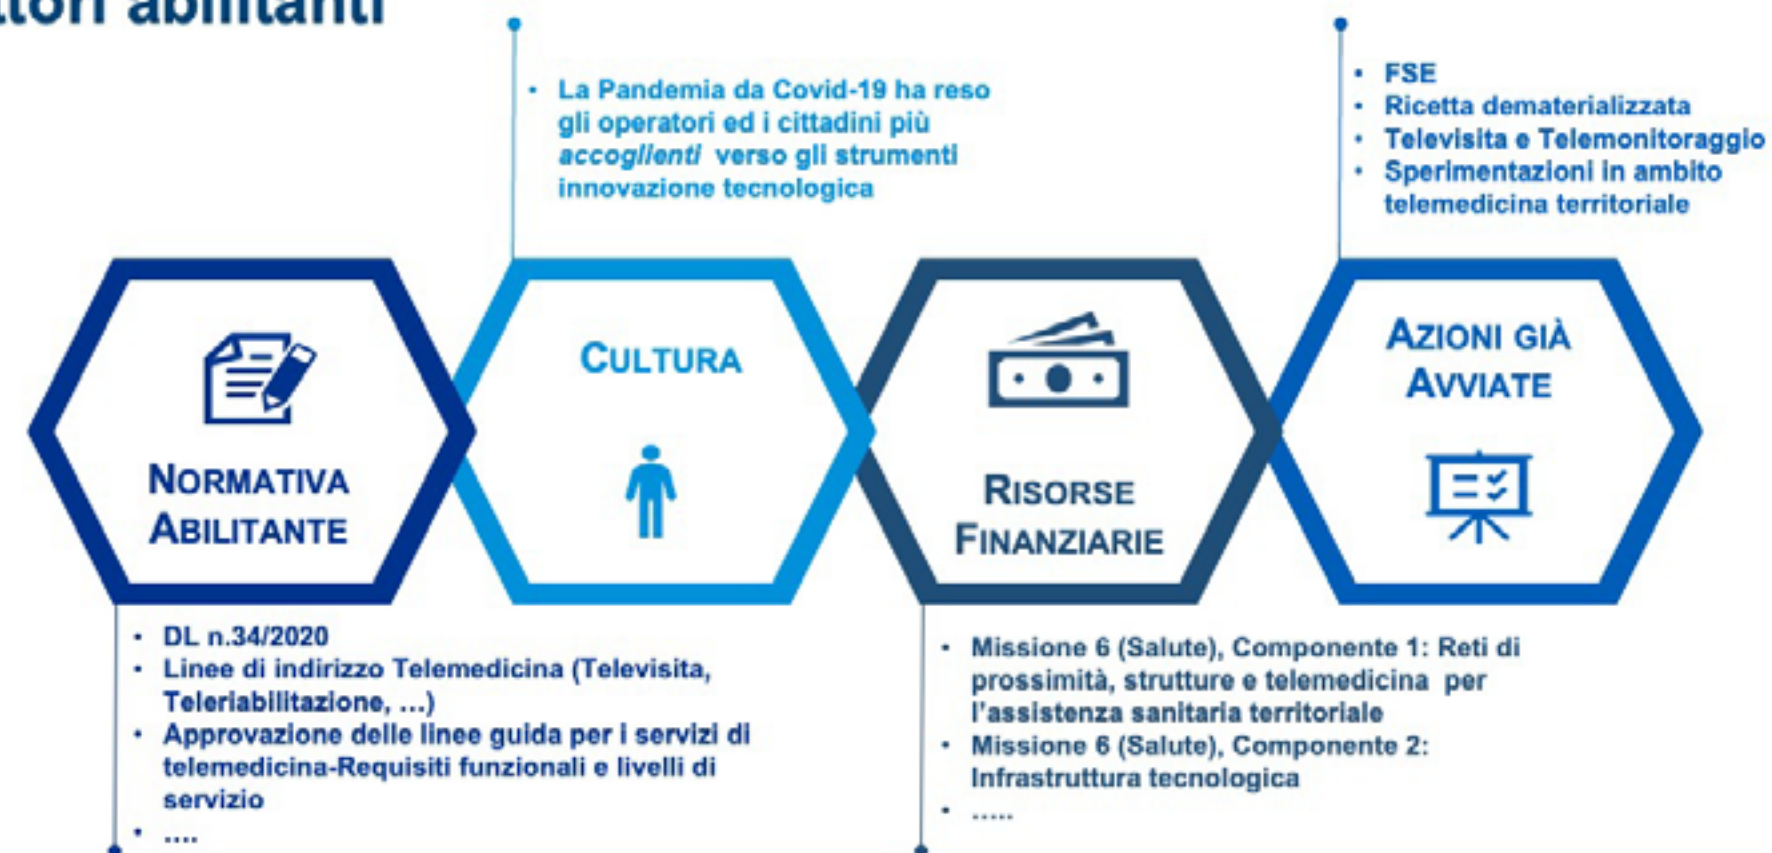 ttori abilitanti
• La Pandemia da Covid-19 ha reso
gli operatori ed i cittadini più
accoglienti verso gli strumenti
innovazione tecnologica
• FSE
• Ricetta dematerializzata
• Televisita e Telemonitoraggio
• Sperimentazioni in ambito
telemedicina territoriale
NORMATIVA
ABILITANTE
CULTURA
RISORSE
FINANZIARIE
AZIONI GIÀ
AVVIATE
• DL n.34/2020
• Linee di indirizzo Telemedicina (Televisita,
Teleriabilitazione, ...)
• Approvazione delle linee guida per i servizi di
telemedicina-Requisiti funzionali e livelli di
servizio
• ....
• Missione 6 (Salute), Componente 1: Reti di
prossimità, strutture e telemedicina per
l'assistenza sanitaria territoriale
• Missione 6 (Salute), Componente 2:
Infrastruttura tecnologica
• .....